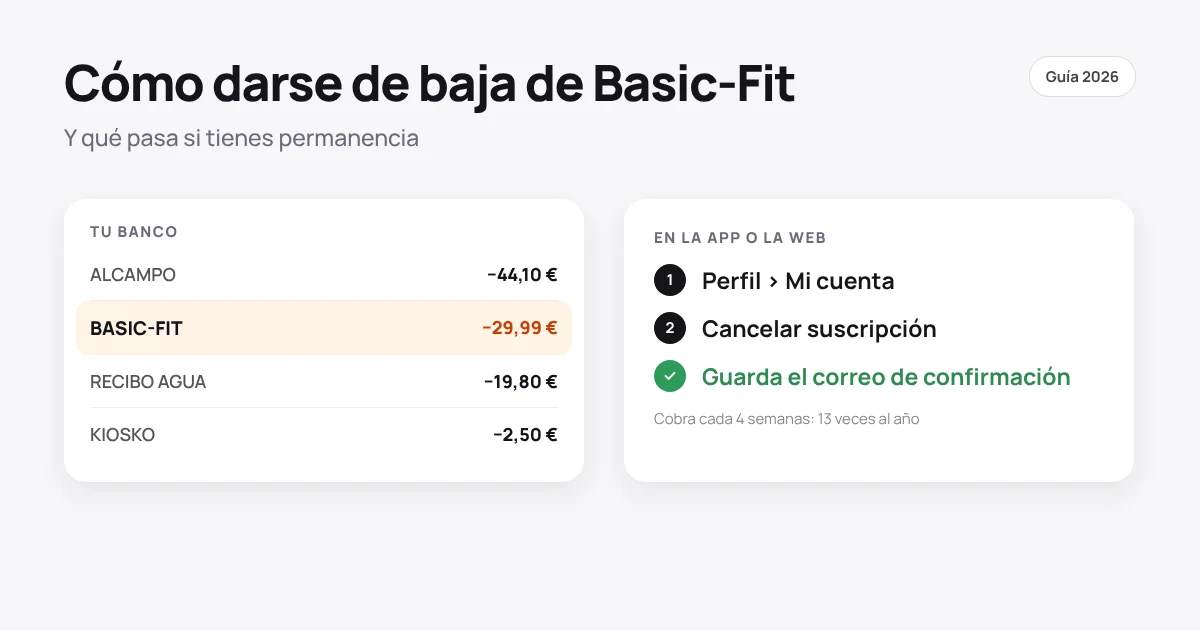 Cómo darse de baja de Basic-Fit
Guía 2026
Y qué pasa si tienes permanencia
TU BANCO
ALCAMPO −44,10 €
BASIC-FIT −29,99 €
RECIBO AGUA −19,80 €
KIOSKO −2,50 €
EN LA APP O LA WEB
1 Perfil › Mi cuenta
2 Cancelar suscripción
✓ Guarda el correo de confirmación
Cobra cada 4 semanas: 13 veces al año